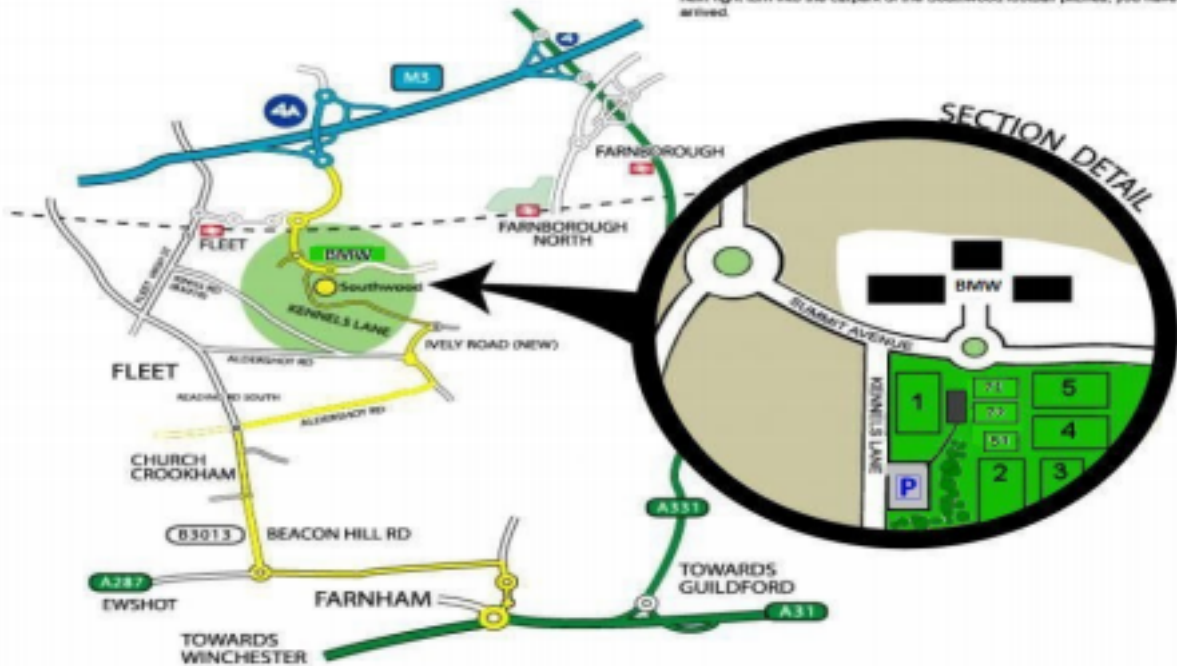 arrived.
4
M3
4A
SECTION DETAIL
FARNBOROUGH
FARNBOROUGH
NORTH
FLEET
BMW
Southwood
KENNELS LANE
BMW
SUMMIT AVENUE
KENNELS LANE
IVELY ROAD (NEW)
ALDERSHOT RD
FLEET
READING RD SOUTH
ALDERSHOT RD
1
5
4
2
3
P
CHURCH
CROOKHAM
B3013
BEACON HILL RD
A331
A287
EWSHOT
FARNHAM
TOWARDS
GUILDFORD
A31
TOWARDS
WINCHESTER